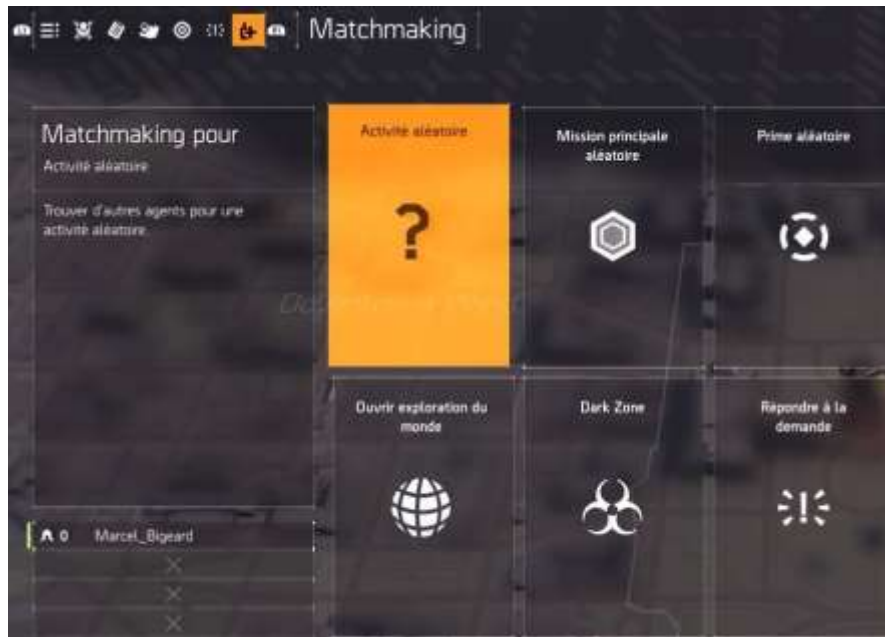 Matchmaking
Matchmaking pour
Activité aléatoire
Trouver d'autres agents pour une
activité aléatoire
Activité aléatoire
?
Mission principale
aléatoire
Prime aléatoire
Ouvrir exploration du
monde
Dark Zone
Répondre à la
demande
0 Marcel_Bigeard